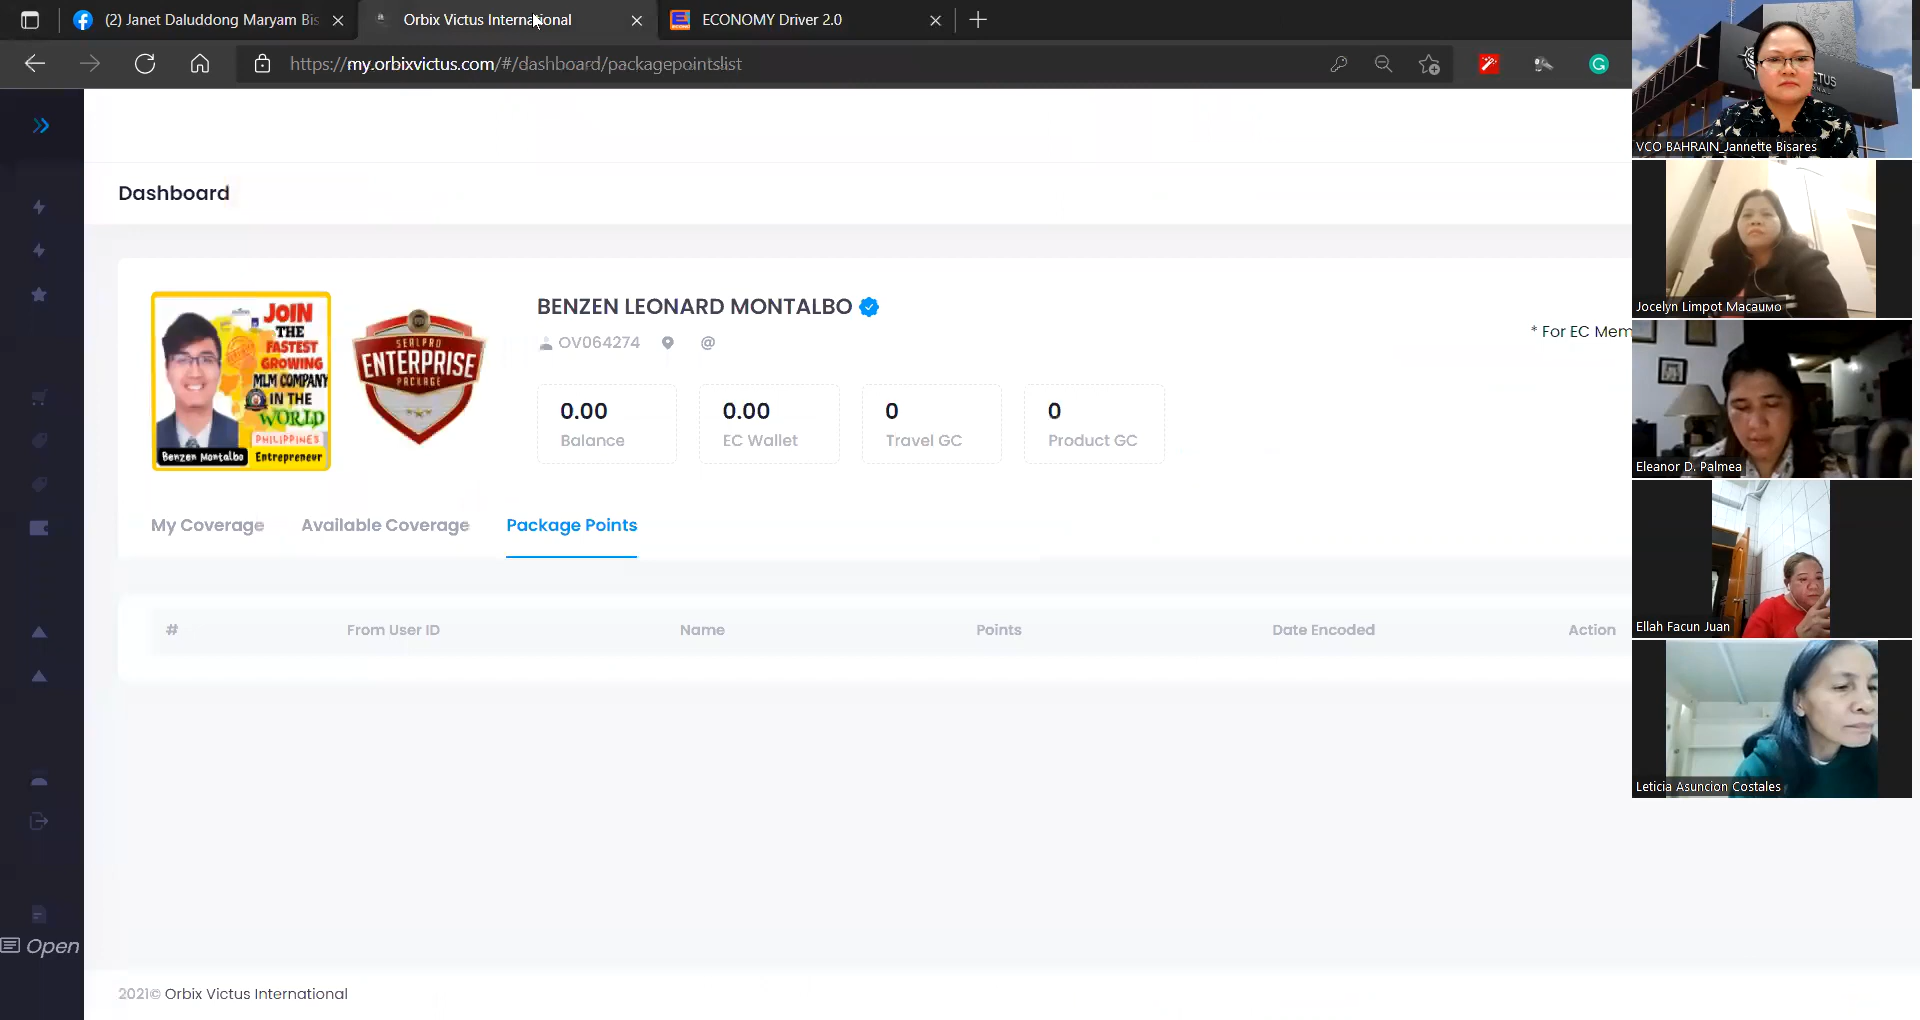 (2) Janet Daluddong Maryam Bis
Orbix Victus International
ECONOMY Driver 2.0
https://my.orbixvictus.com/#/dashboard/packagepointslist
Dashboard
JOIN
THE
FASTEST
GROWING
MLM COMPANY
IN THE
WORLD
PHILIPPINES
Benzen Montalbo Entrepreneur
SEALPRO
ENTERPRISE
PACKAGE
BENZEN LEONARD MONTALBO
OV064274
@
* For EC Mem
0.00
Balance
0.00
EC Wallet
0
Travel GC
0
Product GC
My Coverage
Available Coverage
Package Points
# From User ID Name Points Date Encoded Action
Open
2021© Orbix Victus International
CTUS
VCO BAHRAIN_Jannette Bisares
Jocelyn Limpot Macaumo
Eleanor D. Palmea
Ellah Facun Juan
Leticia Asuncion Costales